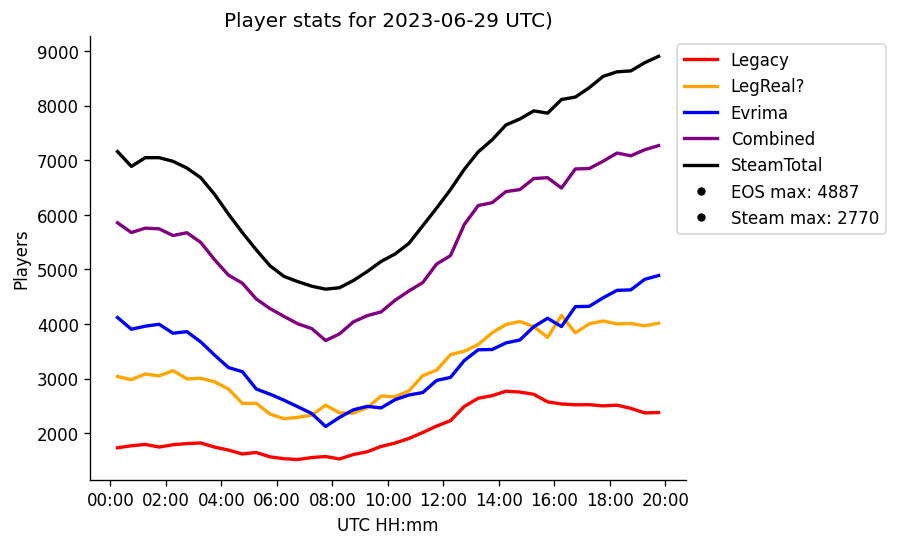 Player stats for 2023-06-29 UTC)
9000
8000
7000
6000
5000
4000
3000
2000
Players
00:00 02:00 04:00 06:00 08:00 10:00 12:00 14:00 16:00 18:00 20:00
UTC HH:mm
Legacy
LegReal?
Evrima
Combined
SteamTotal
EOS max: 4887
Steam max: 2770